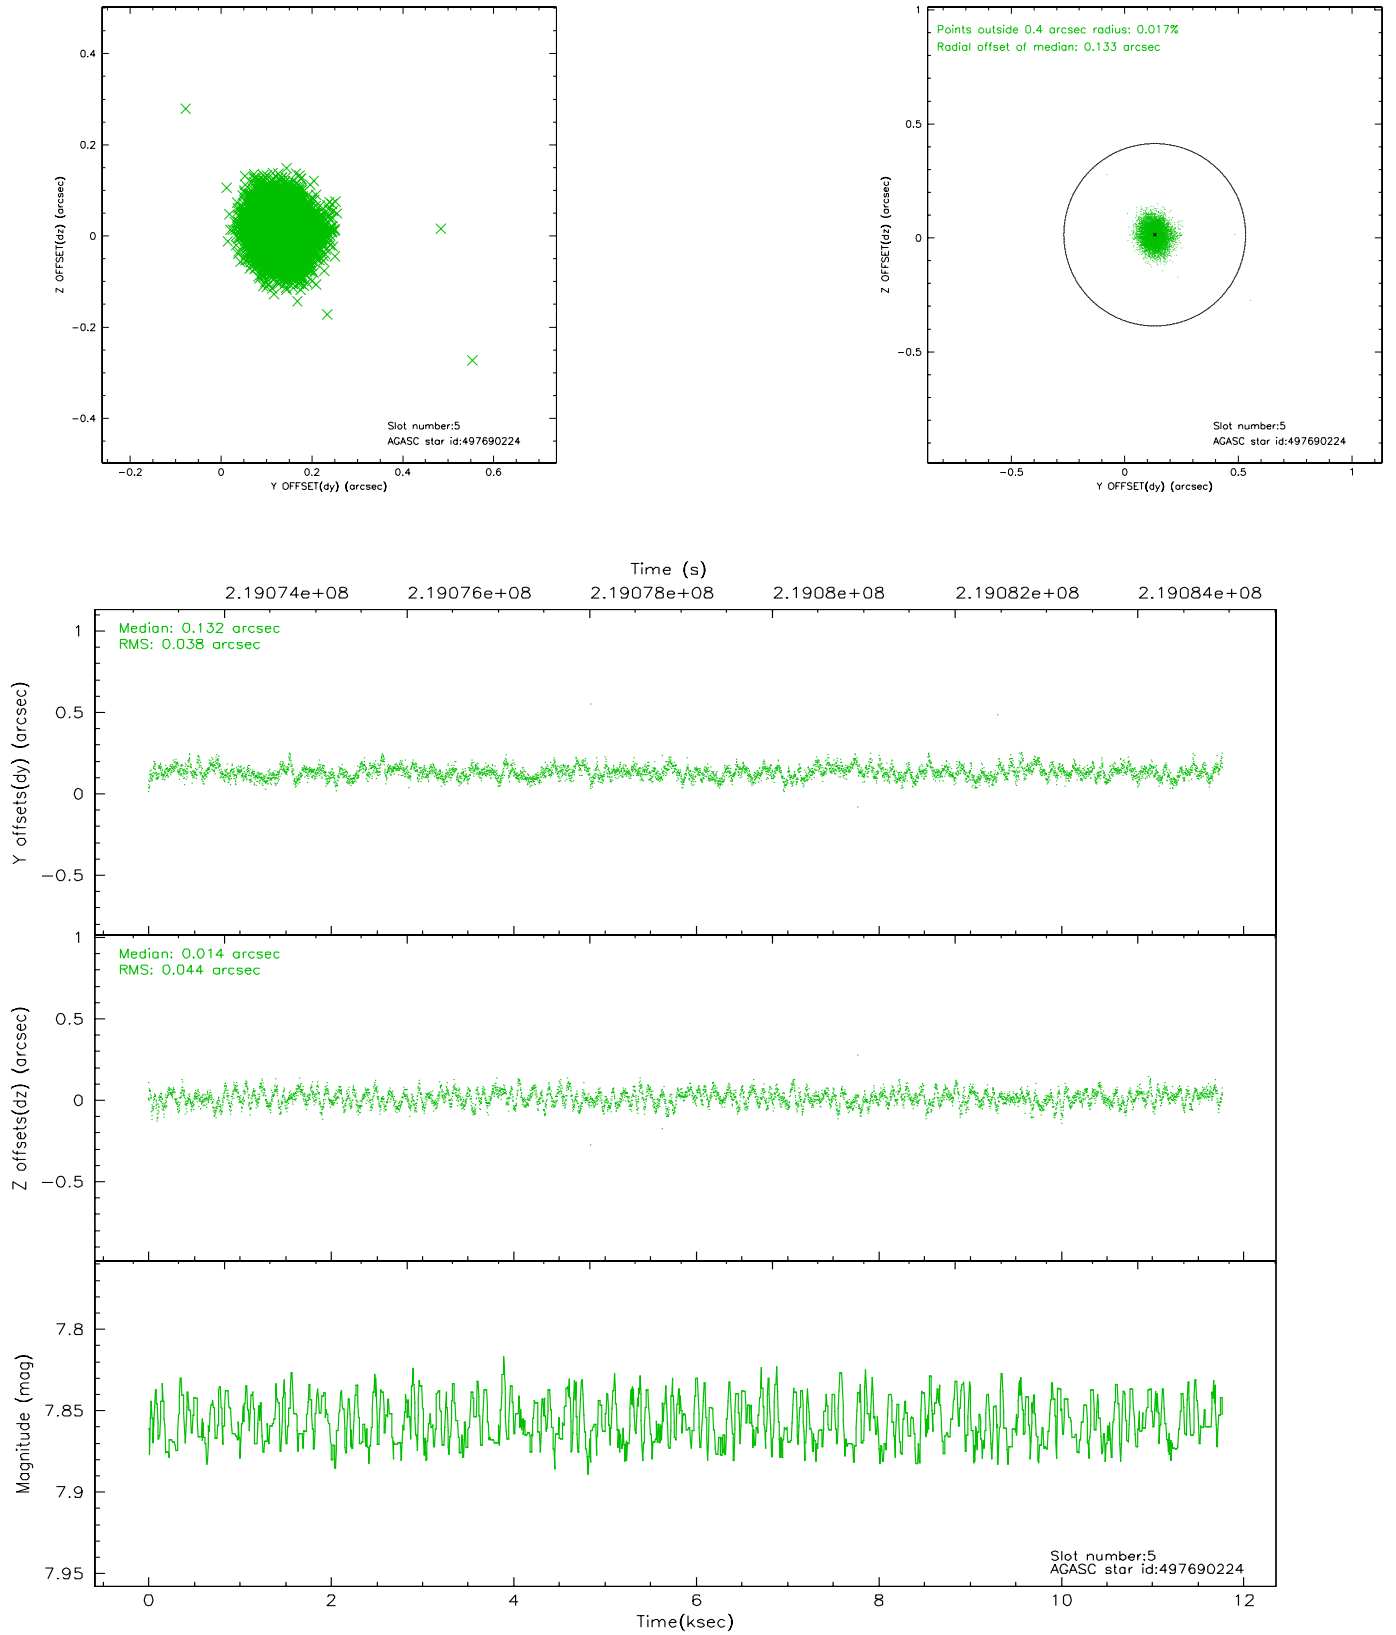 0.4
0.2
0
−0.2
−0.4
Z OFFSET(dz) (arcsec)
Slot number:5
AGASC star id:497690224
−0.2 0 0.2 0.4 0.6
Y OFFSET(dy) (arcsec)
Points outside 0.4 arcsec radius: 0.017%
Radial offset of median: 0.133 arcsec
1
0.5
0
−0.5
Z OFFSET(dz) (arcsec)
Slot number:5
AGASC star id:497690224
−0.5 0 0.5 1
Y OFFSET(dy) (arcsec)
Time (s)
2.19074e+08 2.19076e+08 2.19078e+08 2.1908e+08 2.19082e+08 2.19084e+08
Median: 0.132 arcsec
RMS: 0.038 arcsec
1
0.5
0
−0.5
Y offsets(dy) (arcsec)
Median: 0.014 arcsec
RMS: 0.044 arcsec
1
0.5
0
−0.5
Z offsets(dz) (arcsec)
7.8
7.85
7.9
7.95
Magnitude (mag)
Slot number:5
AGASC star id:497690224
0 2 4 6 8 10 12
Time(ksec)